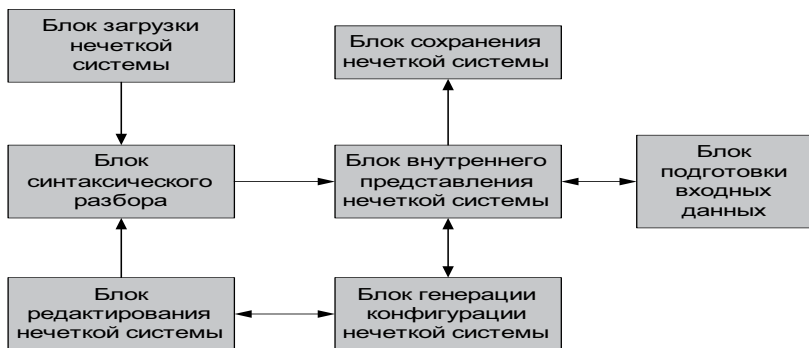 Блок загрузки
нечеткой
системы
Блок сохранения
нечеткой системы
Блок
синтаксического
разбора
Блок внутреннего
представления
нечеткой системы
Блок
подготовки
входных
данных
Блок
редактирования
нечеткой системы
Блок генерации
конфигурации
нечеткой системы